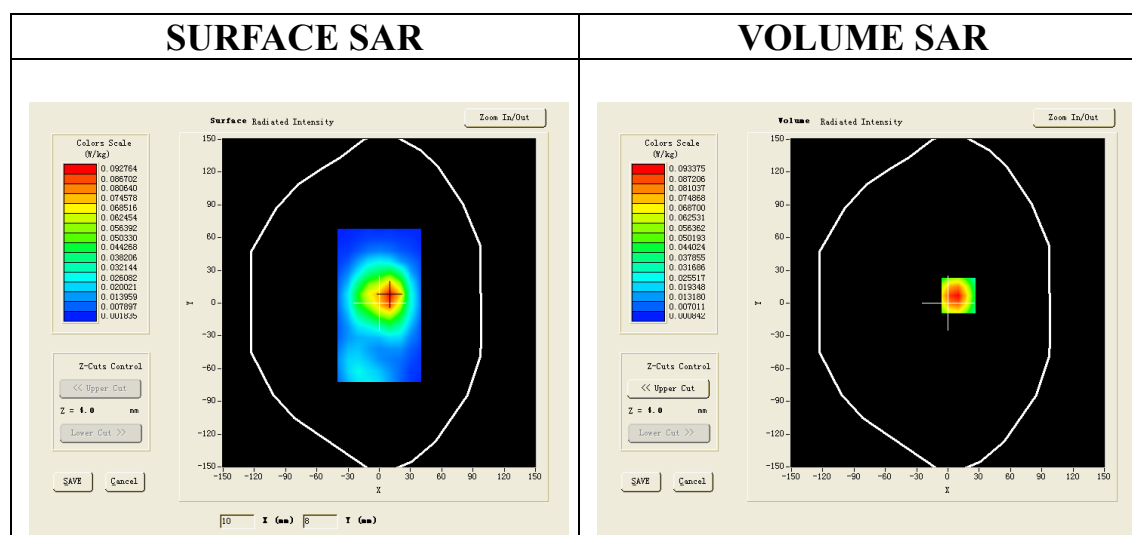 SURFACE SAR
VOLUME SAR
Surface Radiated Intensity
Zoom In/Out
Colors Scale
(W/kg)
0.092764
0.086702
0.080640
0.074578
0.068516
0.062454
0.056392
0.050330
0.044268
0.038206
0.032144
0.026082
0.020021
0.013959
0.007897
0.001835
150
120
90
60
30
0
-30
-60
-90
-120
-150
Y
-150 -120 -90 -60 -30 0 30 60 90 120 150
X
Z-Cuts Control
<< Upper Cut
Z = 4.0 mm
Lower Cut >>
SAVE Cancel
10 X (mm) 8 Y (mm)
Volume Radiated Intensity
Zoom In/Out
Colors Scale
(W/kg)
0.093375
0.087206
0.081037
0.074868
0.068700
0.062531
0.056362
0.050193
0.044024
0.037855
0.031686
0.025517
0.019348
0.013180
0.007011
0.000842
150
120
90
60
30
0
-30
-60
-90
-120
-150
Y
-150 -120 -90 -60 -30 0 30 60 90 120 150
X
Z-Cuts Control
<< Upper Cut
Z = 4.0 mm
Lower Cut >>
SAVE Cancel